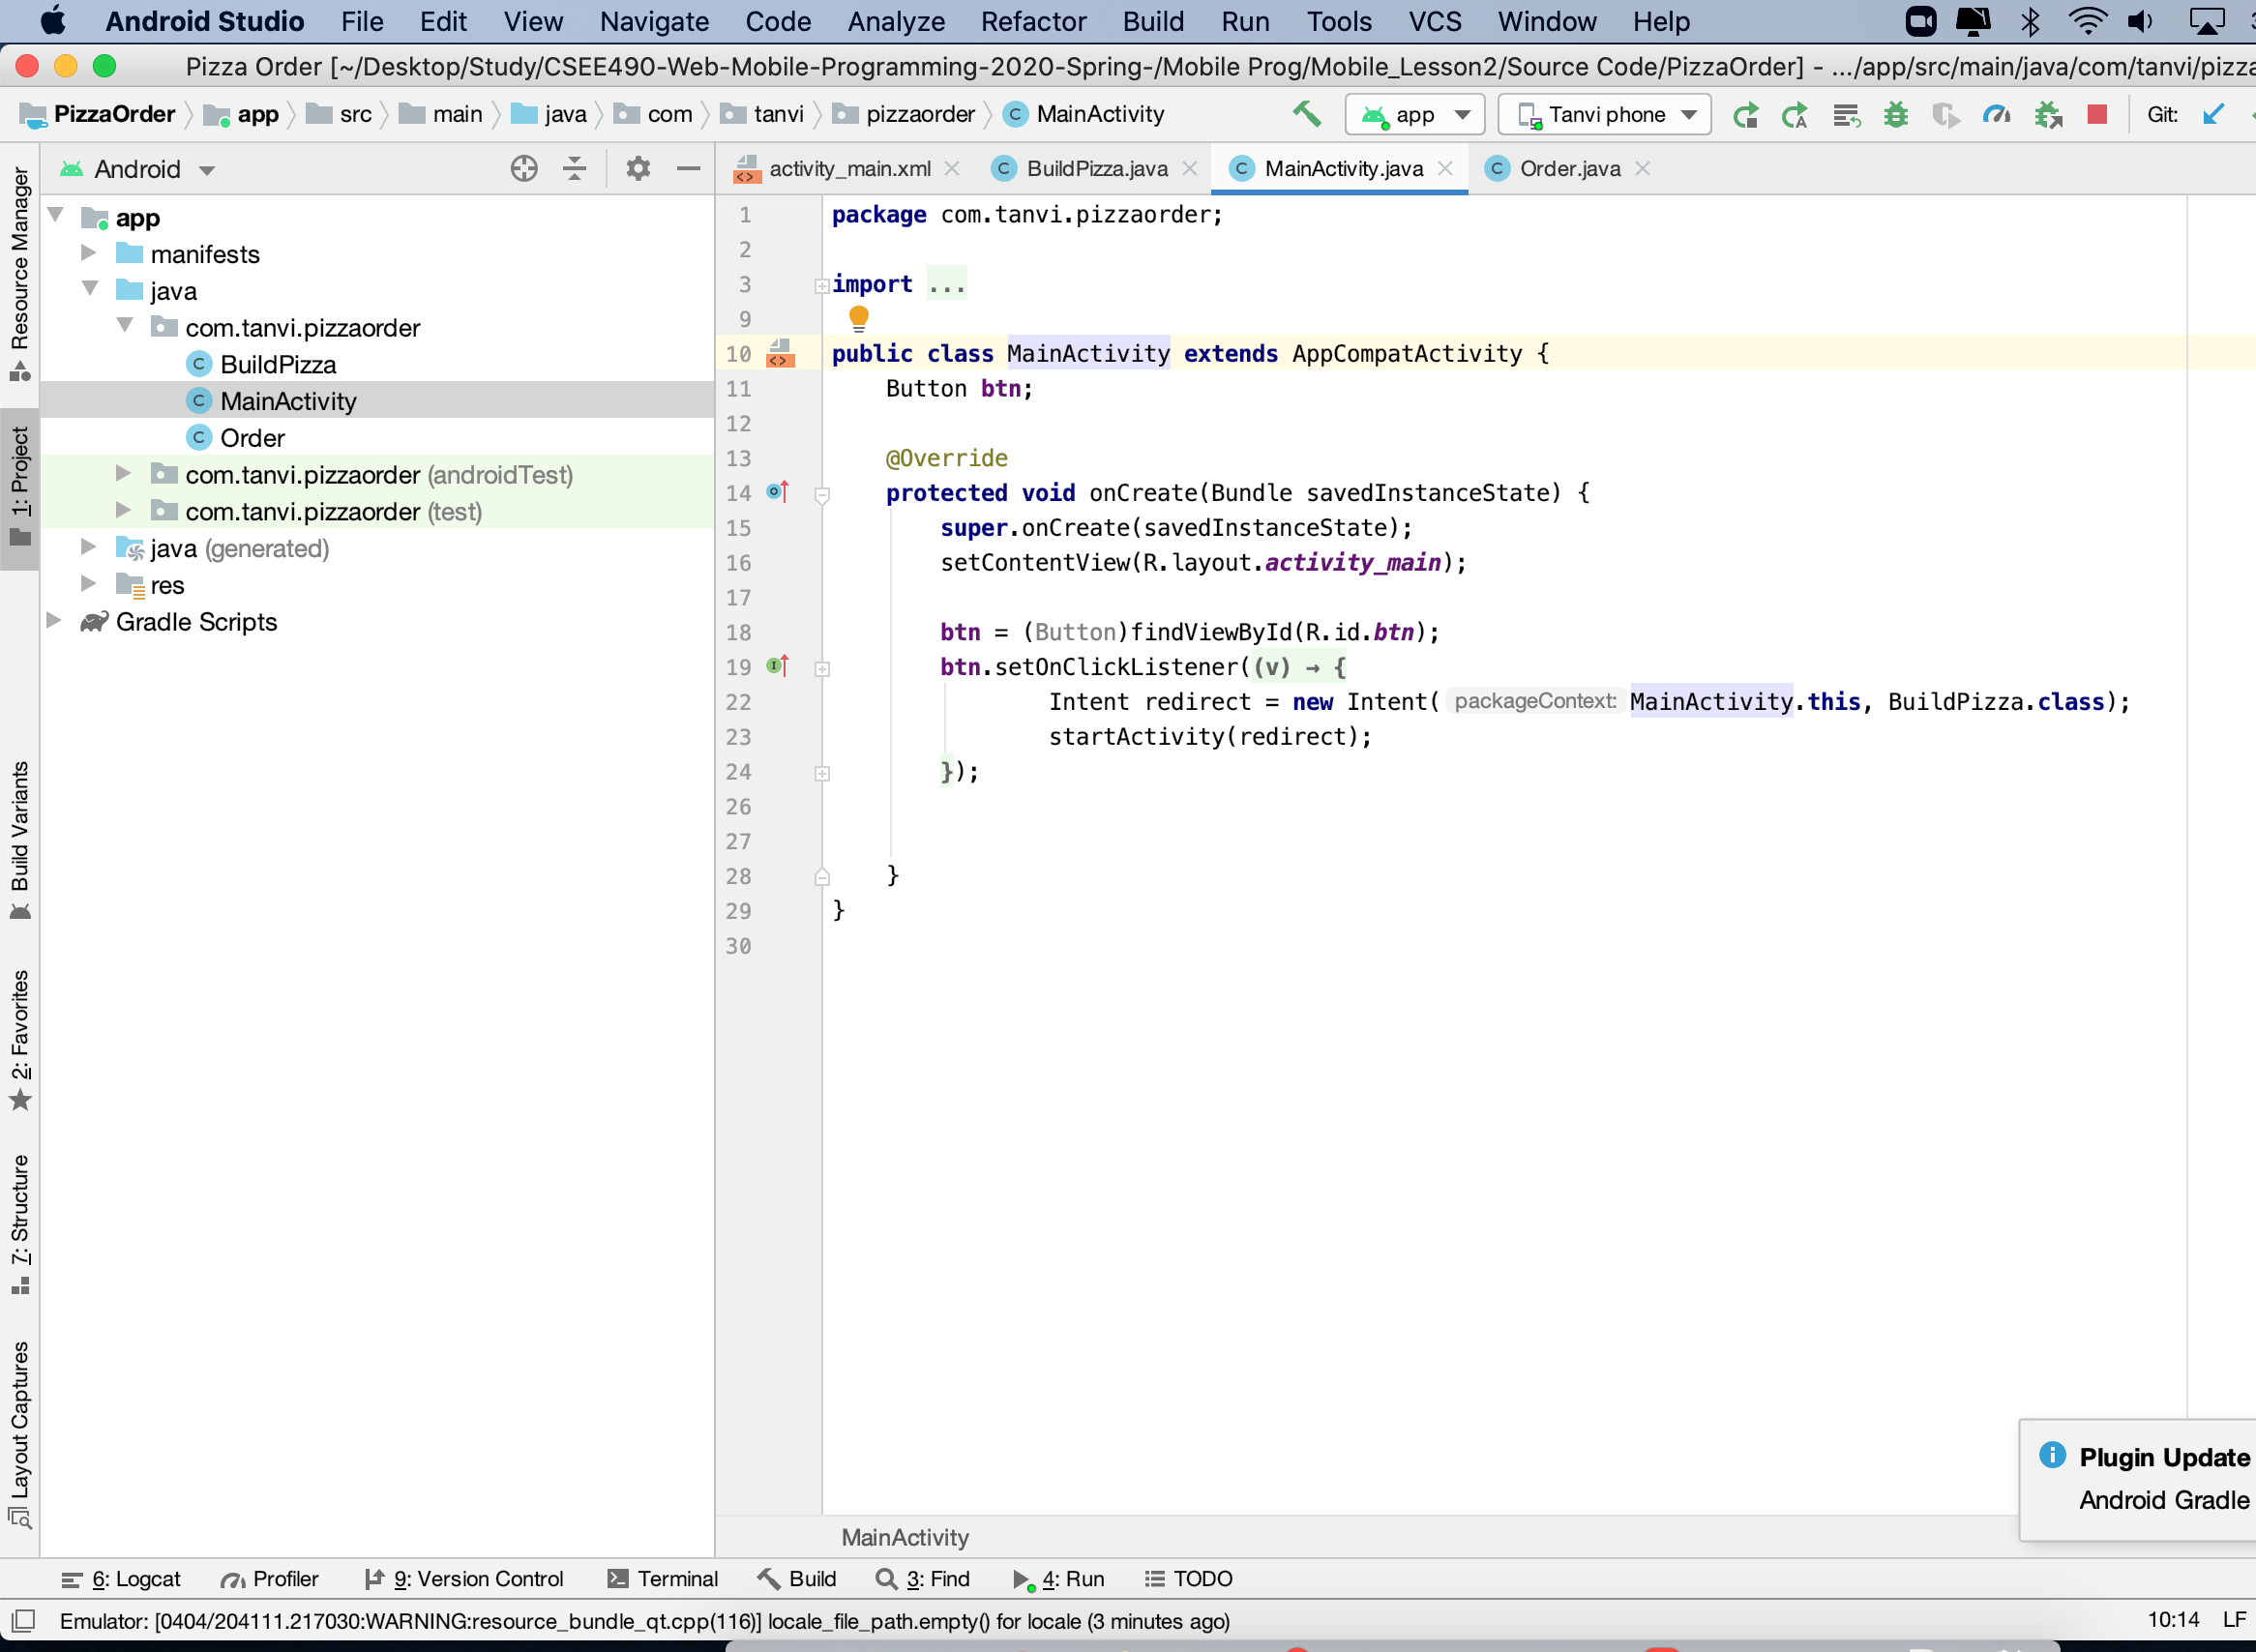 Android Studio File Edit View Navigate Code Analyze Refactor Build Run Tools VCS Window Help
Pizza Order [~/Desktop/Study/CSEE490-Web-Mobile-Programming-2020-Spring-/Mobile Prog/Mobile_Lesson2/Source Code/PizzaOrder] - .../app/src/main/java/com/tanvi/pizza
PizzaOrder app src main java com tanvi pizzaorder MainActivity app Tanvi phone Git:
Android
activity_main.xml BuildPizza.java MainActivity.java Order.java
Resource Manager
1: Project
Build Variants
2: Favorites
7: Structure
Layout Captures
app
manifests
java
com.tanvi.pizzaorder
BuildPizza
MainActivity
Order
com.tanvi.pizzaorder (androidTest)
com.tanvi.pizzaorder (test)
java (generated)
res
Gradle Scripts
1 package com.tanvi.pizzaorder;
2
3 import ...
9
10 public class MainActivity extends AppCompatActivity {
11 Button btn;
12
13 @Override
14 protected void onCreate(Bundle savedInstanceState) {
15 super.onCreate(savedInstanceState);
16 setContentView(R.layout.activity_main);
17
18 btn = (Button)findViewById(R.id.btn);
19 btn.setOnClickListener((v) → {
22 Intent redirect = new Intent( packageContext: MainActivity.this, BuildPizza.class);
23 startActivity(redirect);
24 });
26
27
28 }
29 }
30
Plugin Update
Android Gradle
MainActivity
6: Logcat Profiler 9: Version Control Terminal Build 3: Find 4: Run TODO
Emulator: [0404/204111.217030:WARNING:resource_bundle_qt.cpp(116)] locale_file_path.empty() for locale (3 minutes ago) 10:14 LF